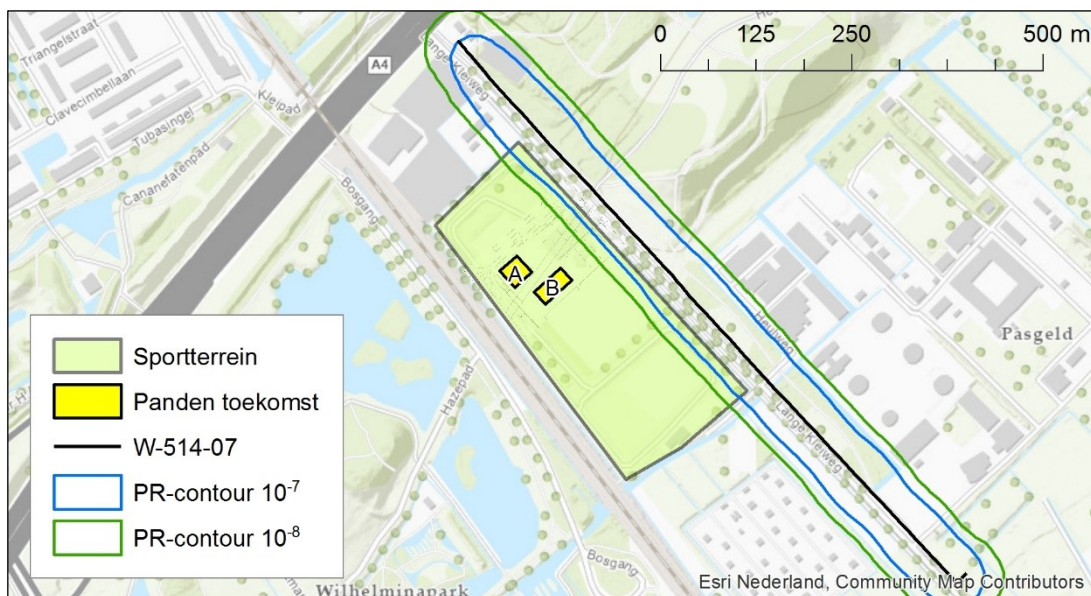 Triangelstraat
Clavecimbellaan
Tubasingel
Cananefatenpad
Kleipad
A4
Lange Kleiweg
0 125 250 500 m
Bosgang
A
B
Heulweg
Pasgeld
Hazepad
Lange Kleiweg
Sportterrein
Panden toekomst
W-514-07
PR-contour 10⁻⁷
PR-contour 10⁻⁸
Bosgang
Wilhelminapark
Esri Nederland, Community Map Contributors